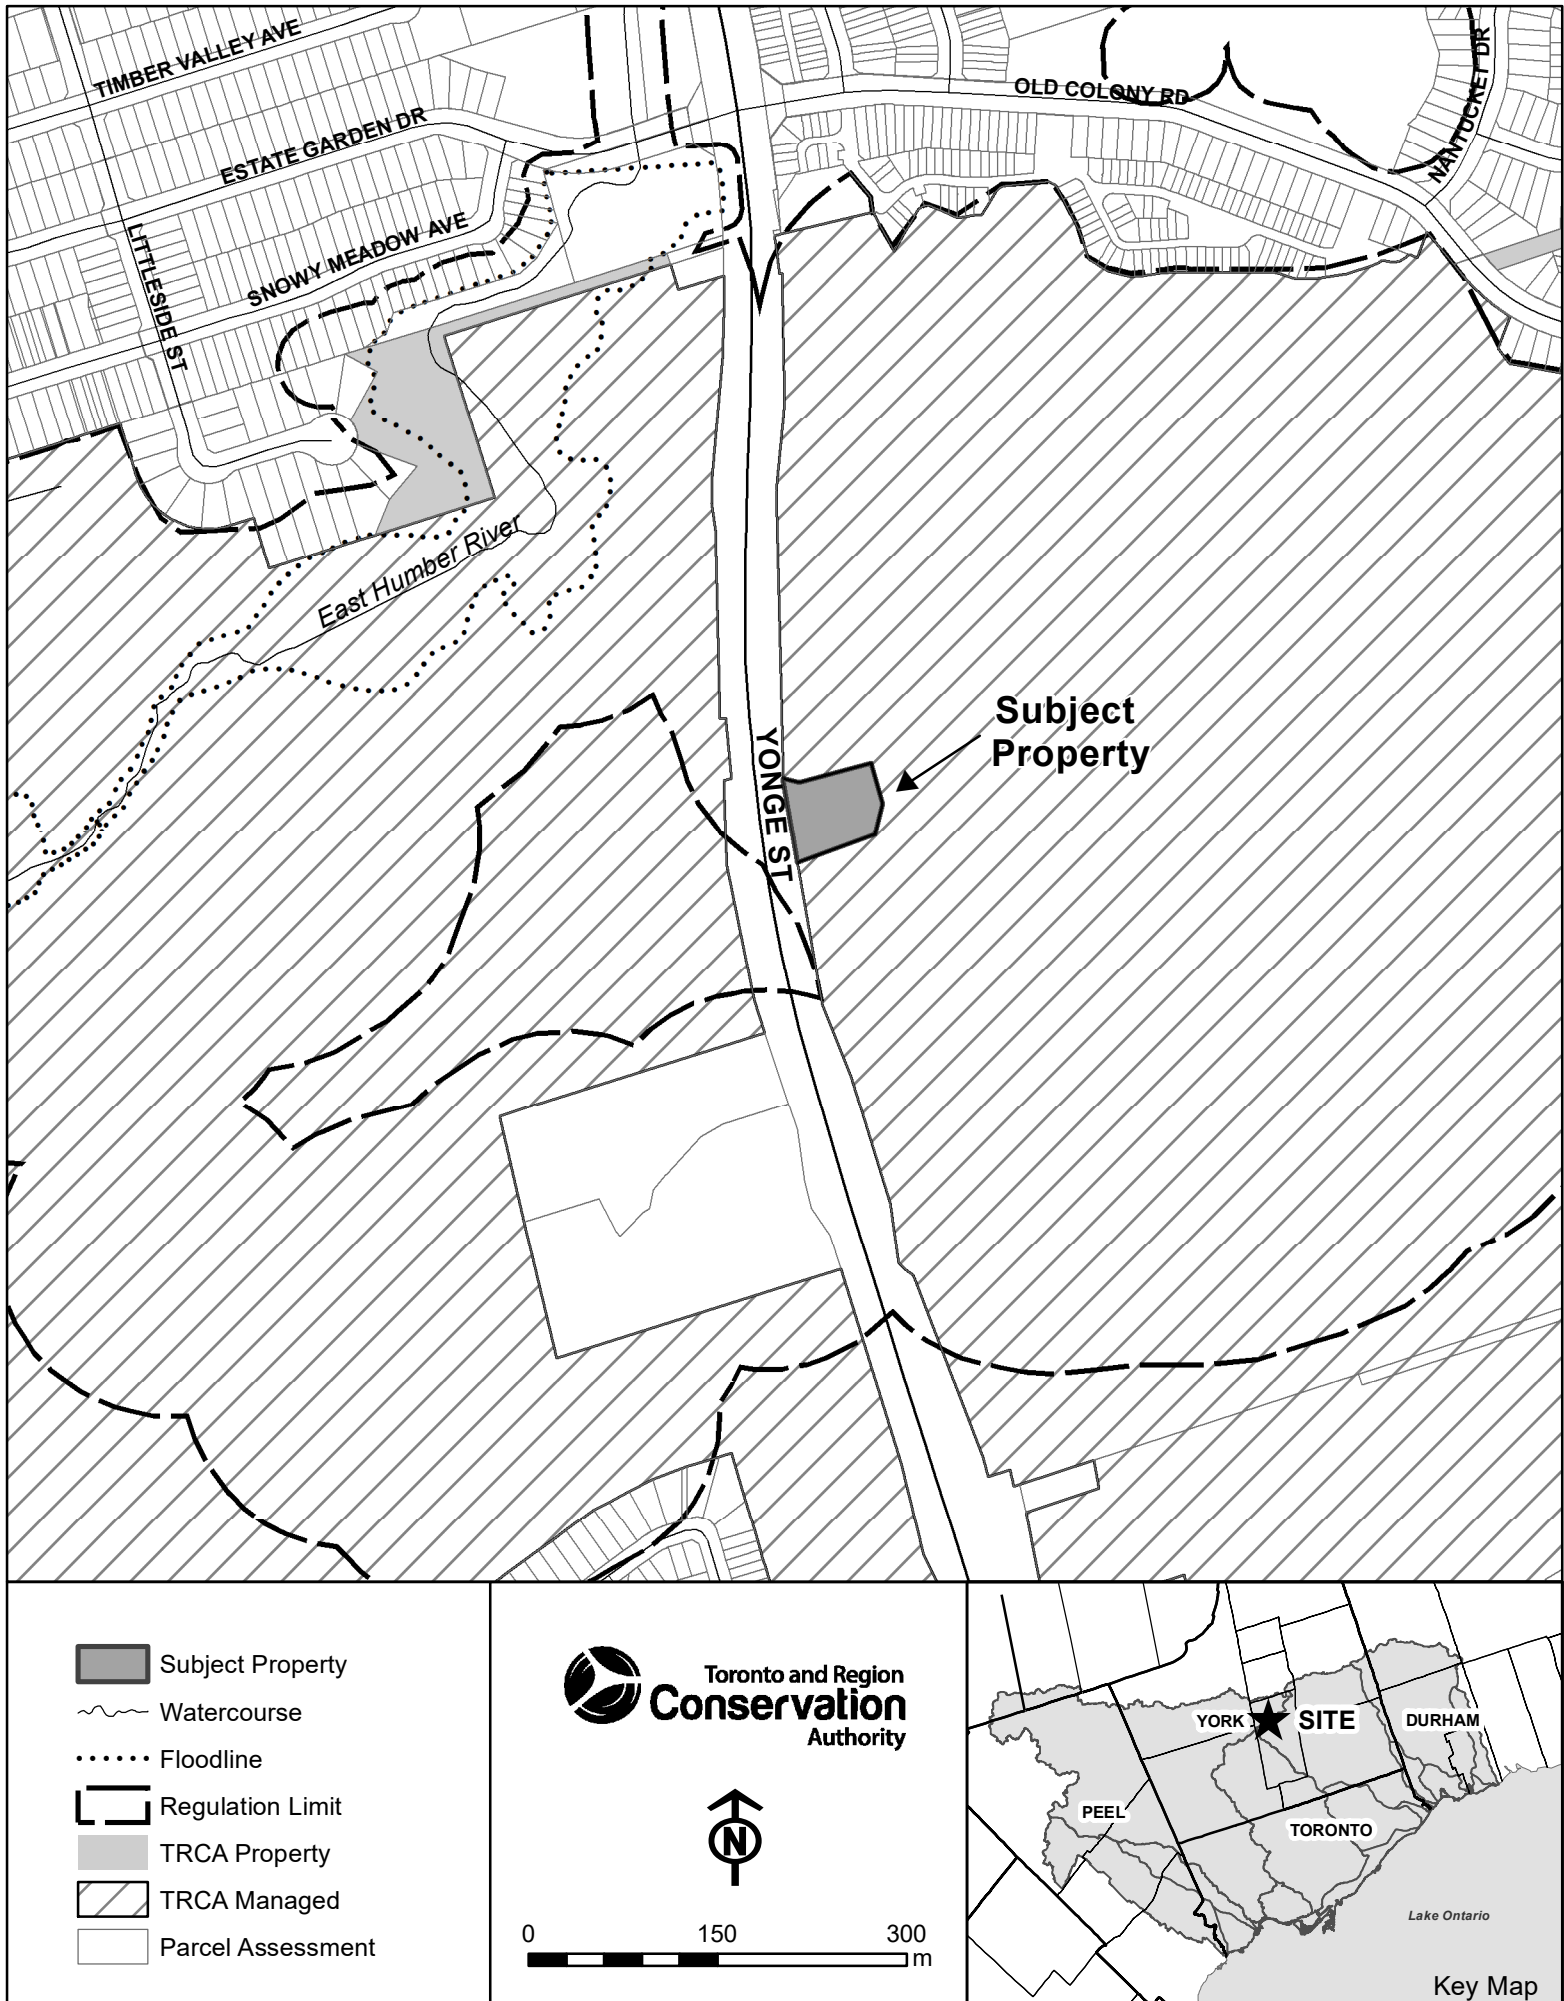 TIMBER VALLEY AVE
ESTATE GARDEN DR
SNOWY MEADOW AVE
LITTLESIDE ST
OLD COLONY RD
NANTUCKET DR
East Humber River
YONGE ST
Subject
Property
Subject Property
Watercourse
Floodline
Regulation Limit
TRCA Property
TRCA Managed
Parcel Assessment
Toronto and Region
Conservation
Authority
N
0 150 300
m
YORK
SITE
DURHAM
PEEL
TORONTO
Lake Ontario
Key Map